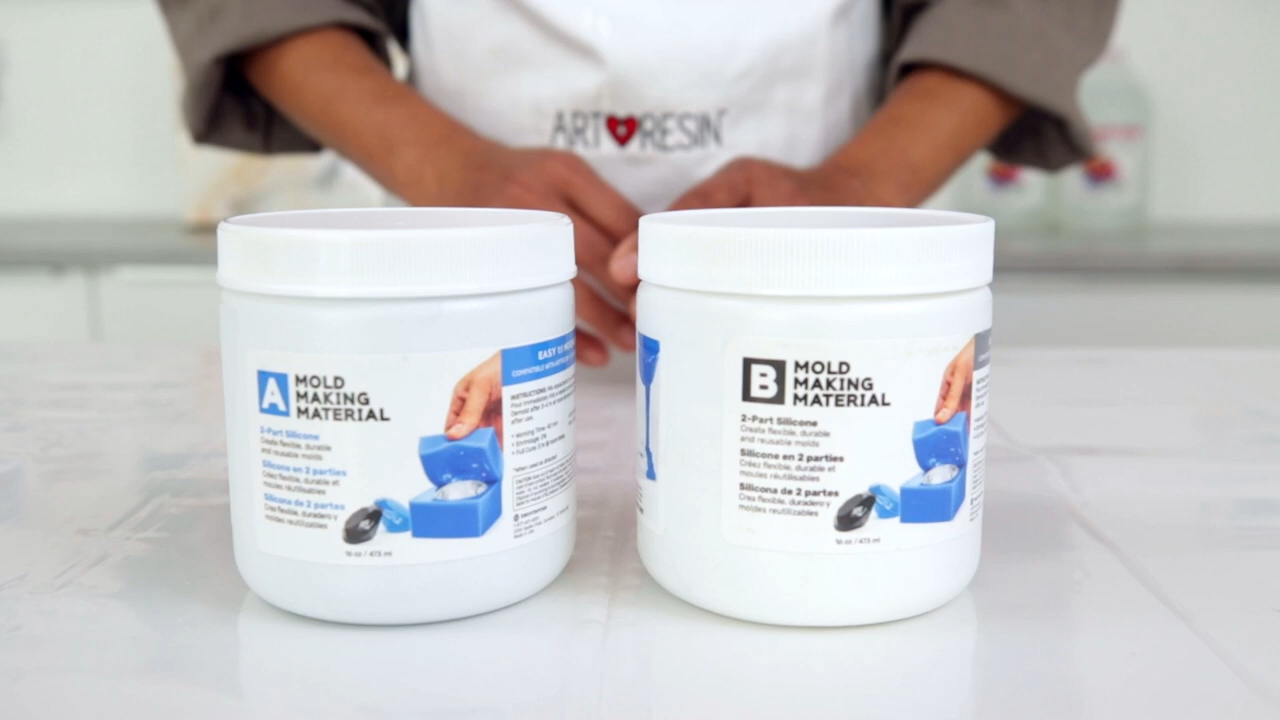 ART RESIN
A
MOLD
MAKING
MATERIAL
2-Part Silicone
Create flexible, durable
and reusable molds
Silicone en 2 parties
Créez flexible, durable et
moules réutilisables
Silicona de 2 partes
Crea flexible, duradero y
moldes reutilizables
16 oz / 473 ml
EASY
INSTRUCTIONS:
B
MOLD
MAKING
MATERIAL
2-Part Silicone
Create flexible, durable
and reusable molds
Silicone en 2 parties
Créez flexible, durable et
moules réutilisables
Silicona de 2 partes
Crea flexible, duradero y
moldes reutilizables
16 oz / 473 ml